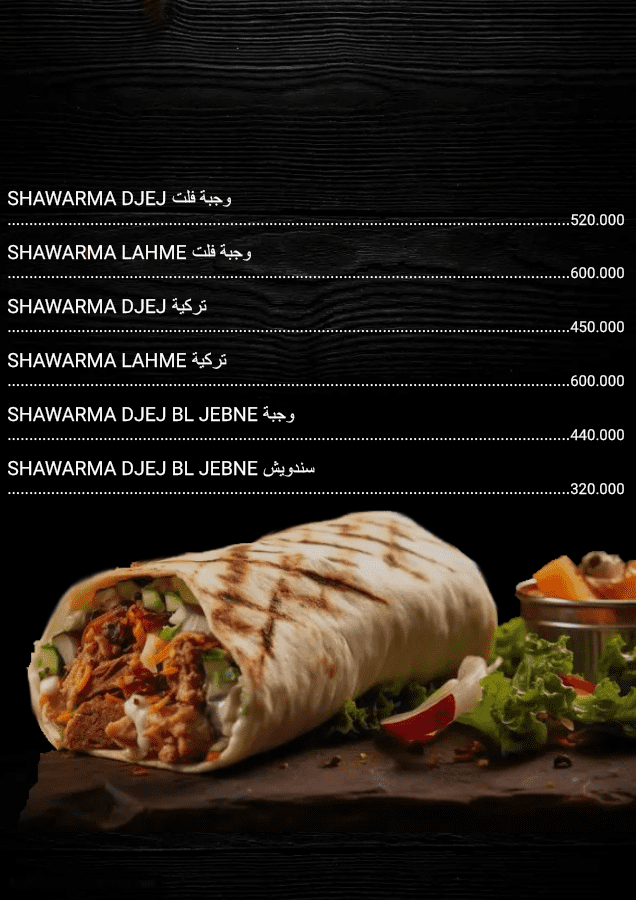 SHAWARMA DJEJ وجبة فلت
520.000
SHAWARMA LAHME وجبة فلت
600.000
SHAWARMA DJEJ تركية
450.000
SHAWARMA LAHME تركية
600.000
SHAWARMA DJEJ BL JEBNE وجبة
440.000
SHAWARMA DJEJ BL JEBNE سندويش
320.000